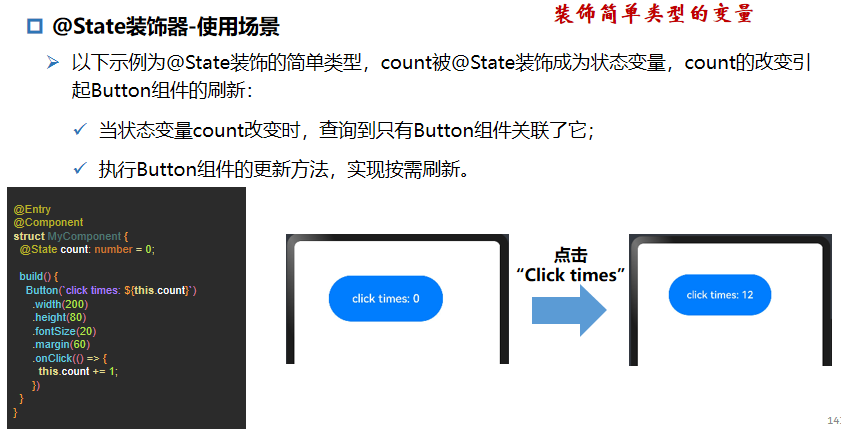 装饰简单类型的变量
@State装饰器-使用场景
以下示例为@State装饰的简单类型，count被@State装饰成为状态变量，count的改变引
起Button组件的刷新：
当状态变量count改变时，查询到只有Button组件关联了它；
执行Button组件的更新方法，实现按需刷新。
@Entry
@Component
struct MyComponent {
@State count: number = 0;
build() {
Button(`click times: ${this.count}`)
.width(200)
.height(80)
.fontSize(20)
.margin(60)
.onClick(() => {
this.count += 1;
})
}
}
click times: 0
点击
“Click times”
click times: 12